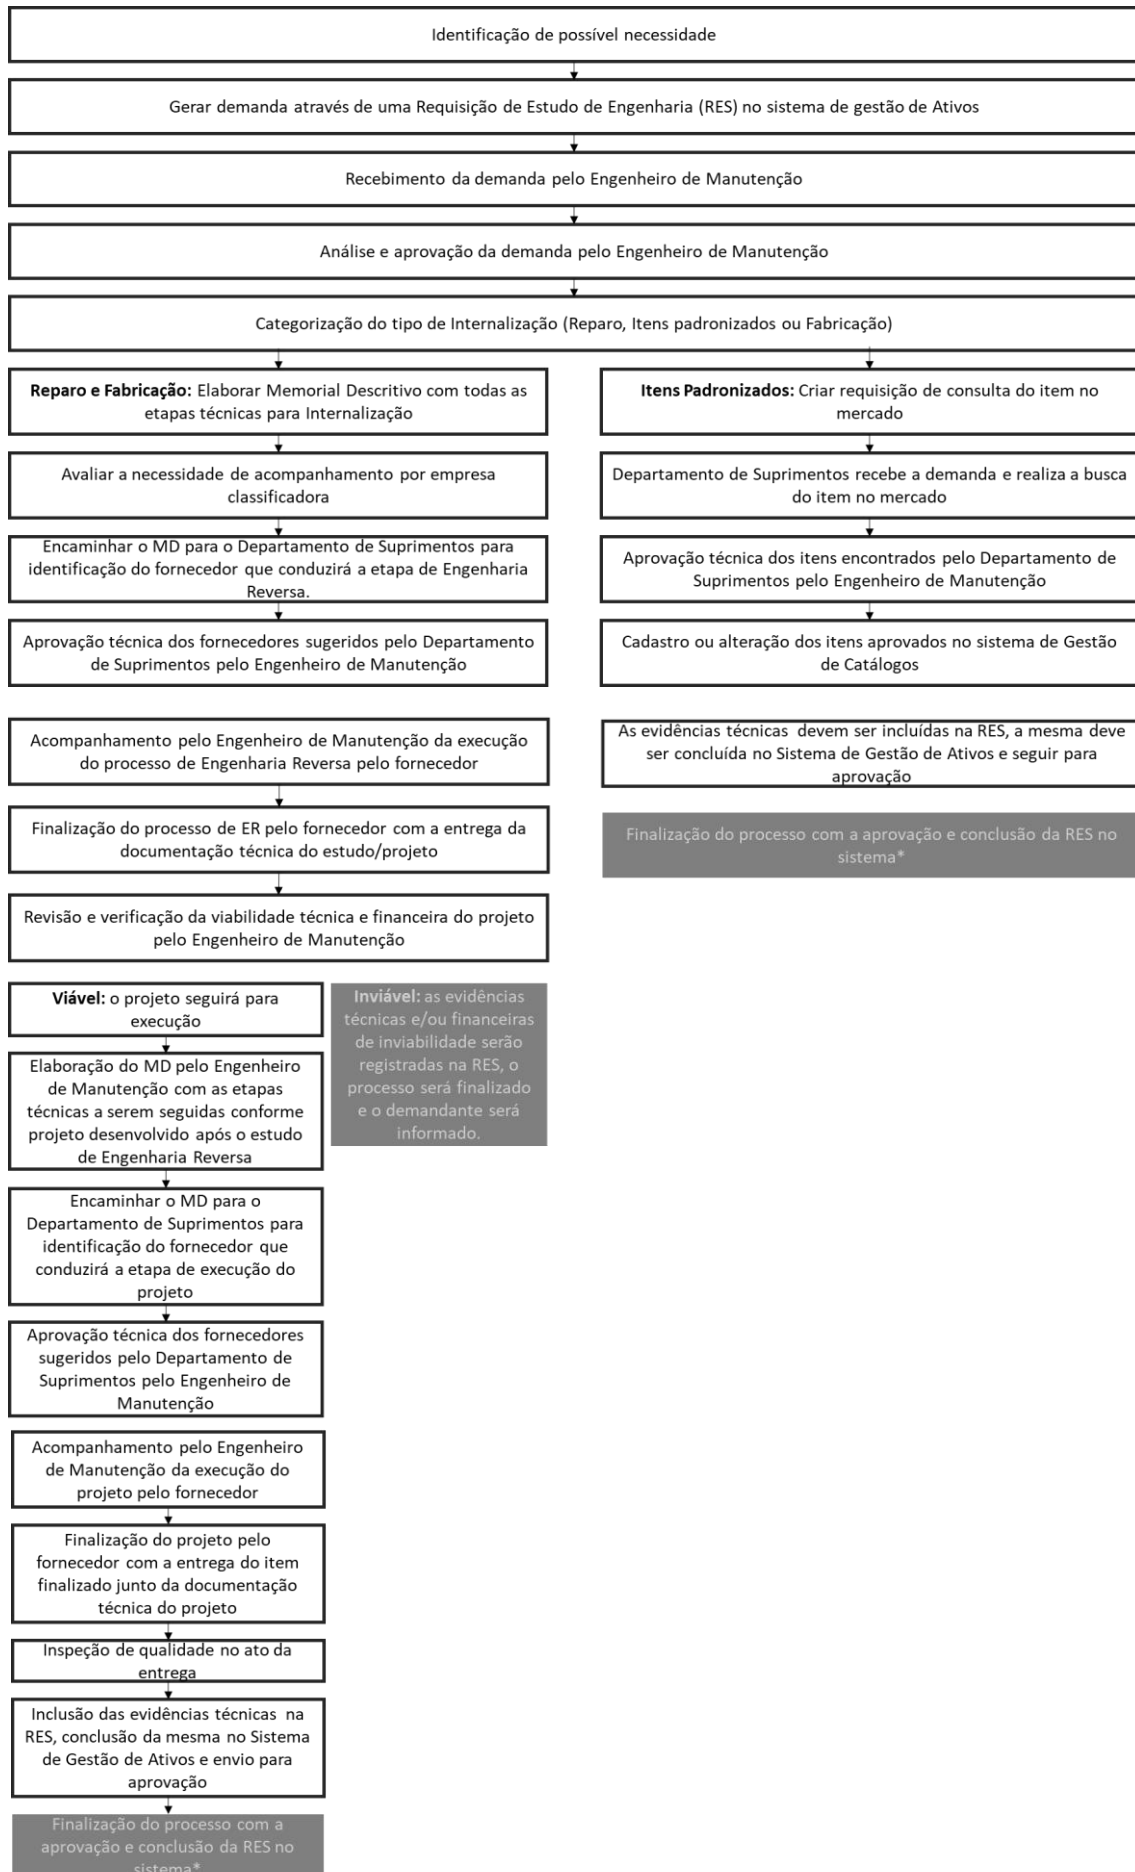 Identificação de possível necessidade
Gerar demanda através de uma Requisição de Estudo de Engenharia (RES) no sistema de gestão de Ativos
Recebimento da demanda pelo Engenheiro de Manutenção
Análise e aprovação da demanda pelo Engenheiro de Manutenção
Categorização do tipo de Internalização (Reparo, Itens padronizados ou Fabricação)
Reparo e Fabricação: Elaborar Memorial Descritivo com todas as
etapas técnicas para Internalização
Avaliar a necessidade de acompanhamento por empresa
classificadora
Encaminhar o MD para o Departamento de Suprimentos para
identificação do fornecedor que conduzirá a etapa de Engenharia
Reversa.
Aprovação técnica dos fornecedores sugeridos pelo Departamento
de Suprimentos pelo Engenheiro de Manutenção
Itens Padronizados: Criar requisição de consulta do item no
mercado
Departamento de Suprimentos recebe a demanda e realiza a busca
do item no mercado
Aprovação técnica dos itens encontrados pelo Departamento de
Suprimentos pelo Engenheiro de Manutenção
Cadastro ou alteração dos itens aprovados no sistema de Gestão
de Catálogos
As evidências técnicas devem ser incluídas na RES, a mesma deve
ser concluída no Sistema de Gestão de Ativos e seguir para
aprovação
Finalização do processo com a aprovação e conclusão da RES no
sistema*
Acompanhamento pelo Engenheiro de Manutenção da execução
do processo de Engenharia Reversa pelo fornecedor
Finalização do processo de ER pelo fornecedor com a entrega da
documentação técnica do estudo/projeto
Revisão e verificação da viabilidade técnica e financeira do projeto
pelo Engenheiro de Manutenção
Viável: o projeto seguirá para
execução
Elaboração do MD pelo Engenheiro
de Manutenção com as etapas
técnicas a serem seguidas conforme
projeto desenvolvido após o estudo
de Engenharia Reversa
Encaminhar o MD para o
Departamento de Suprimentos para
identificação do fornecedor que
conduzirá a etapa de execução do
projeto
Aprovação técnica dos fornecedores
sugeridos pelo Departamento de
Suprimentos pelo Engenheiro de
Manutenção
Inviável: as evidências
técnicas e/ou financeiras
de inviabilidade serão
registradas na RES, o
processo será finalizado
e o demandante será
informado.
Acompanhamento pelo Engenheiro
de Manutenção da execução do
projeto pelo fornecedor
Finalização do projeto pelo
fornecedor com a entrega do item
finalizado junto da documentação
técnica do projeto
Inspeção de qualidade no ato da
entrega
Inclusão das evidências técnicas na
RES, conclusão da mesma no Sistema
de Gestão de Ativos e envio para
aprovação
Finalização do processo com a
aprovação e conclusão da RES no
sistema*